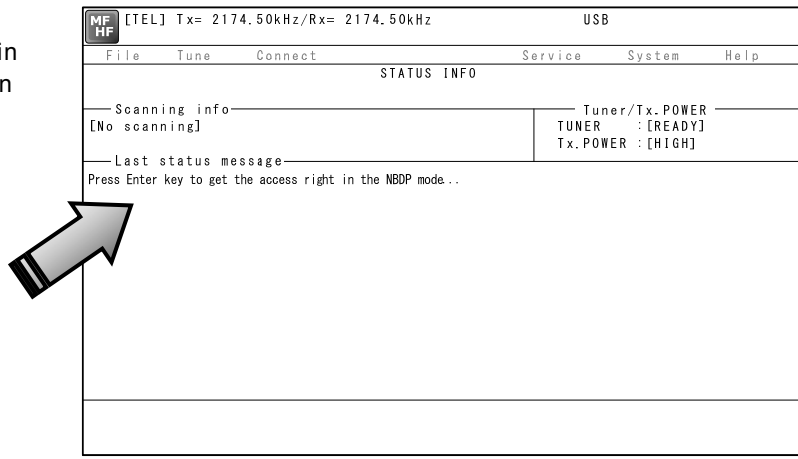 in
n
MF
HF
[TEL] Tx= 2174.50kHz/Rx= 2174.50kHz USB
File Tune Connect Service System Help
STATUS INFO
Scanning info Tuner/Tx.POWER
[No scanning] TUNER :[READY]
Tx.POWER :[HIGH]
Last status message
Press Enter key to get the access right in the NBDP mode...